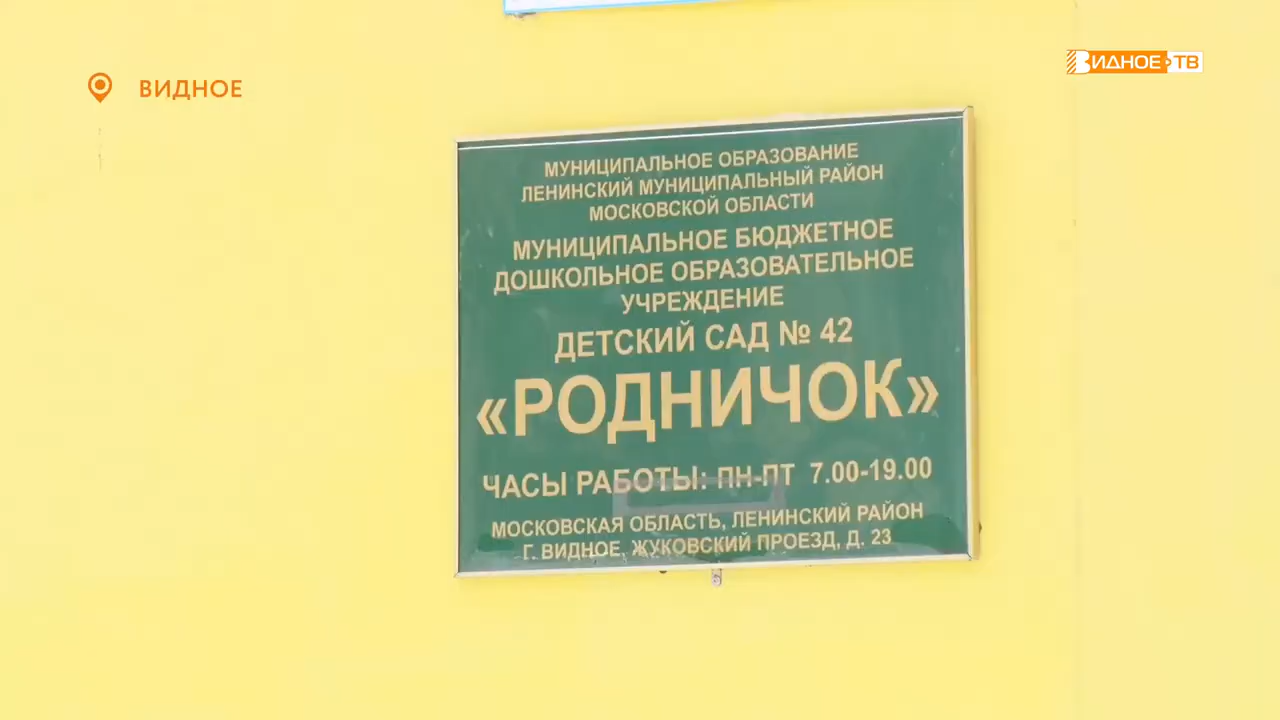 ВИДНОЕ
ВИДНОЕ ТВ
МУНИЦИПАЛЬНОЕ ОБРАЗОВАНИЕ
ЛЕНИНСКИЙ МУНИЦИПАЛЬНЫЙ РАЙОН
МОСКОВСКОЙ ОБЛАСТИ
МУНИЦИПАЛЬНОЕ БЮДЖЕТНОЕ
ДОШКОЛЬНОЕ ОБРАЗОВАТЕЛЬНОЕ
УЧРЕЖДЕНИЕ
ДЕТСКИЙ САД № 42
«РОДНИЧОК»
ЧАСЫ РАБОТЫ: ПН-ПТ 7.00-19.00
МОСКОВСКАЯ ОБЛАСТЬ, ЛЕНИНСКИЙ РАЙОН
Г. ВИДНОЕ, ЖУКОВСКИЙ ПРОЕЗД, Д. 23